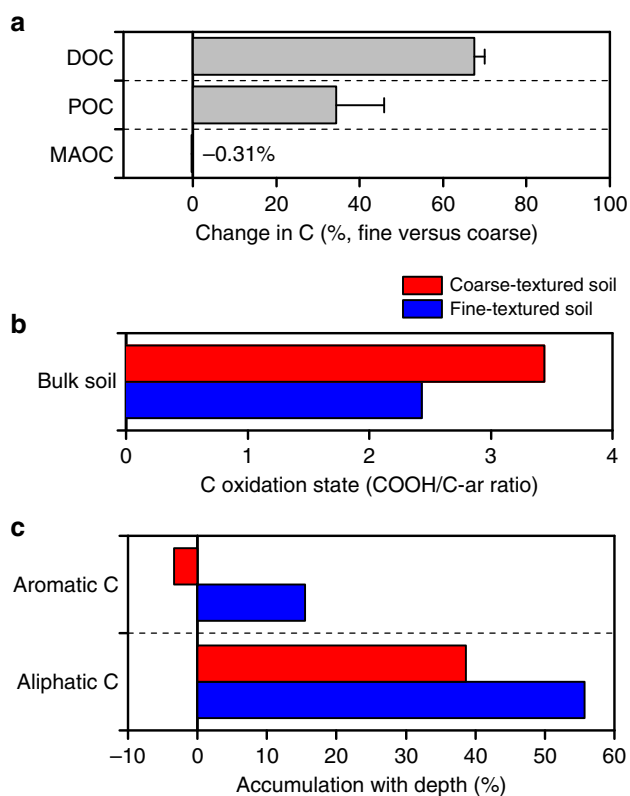 a
DOC
POC
MAOC
–0.31%
0 20 40 60 80 100
Change in C (%, fine versus coarse)
Coarse-textured soil
Fine-textured soil
b
Bulk soil
0 1 2 3 4
C oxidation state (COOH/C-ar ratio)
c
Aromatic C
Aliphatic C
–10 0 10 20 30 40 50 60
Accumulation with depth (%)